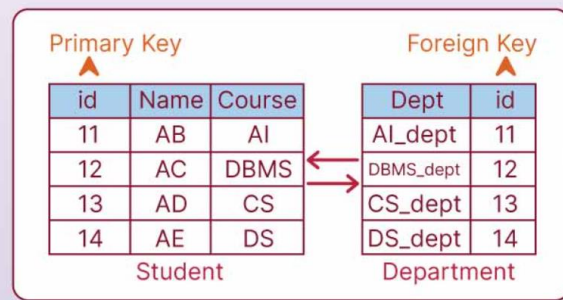 Primary Key Foreign Key
id Name Course Dept id
11 AB AI AI_dept 11
12 AC DBMS DBMS_dept 12
13 AD CS CS_dept 13
14 AE DS DS_dept 14
Student Department